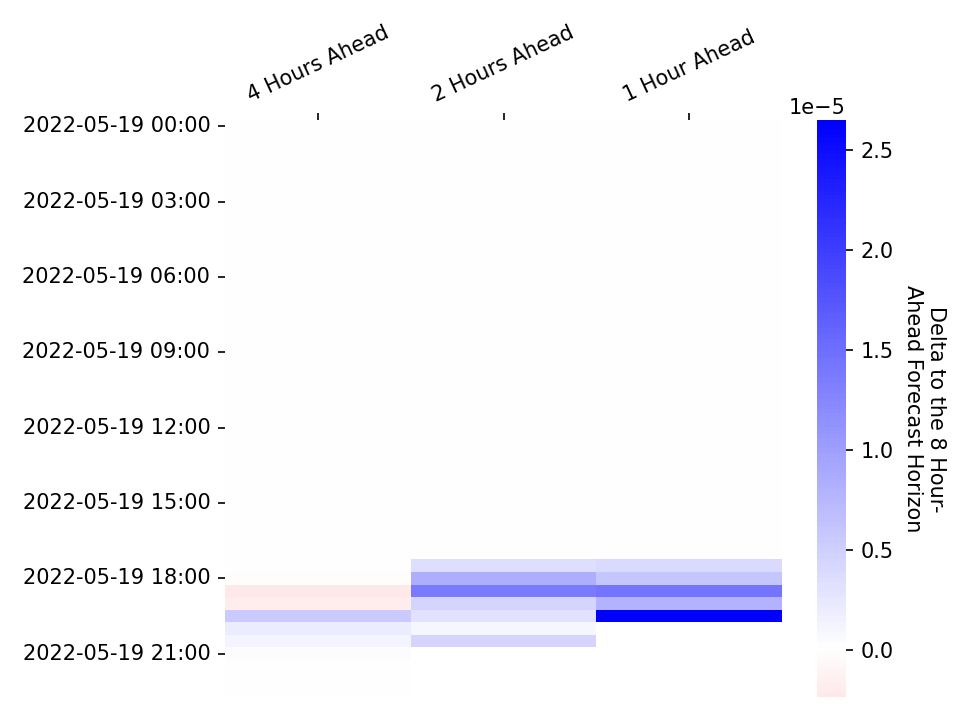 4 Hours Ahead
2 Hours Ahead
1 Hour Ahead
1e−5
2022-05-19 00:00
2022-05-19 03:00
2022-05-19 06:00
2022-05-19 09:00
2022-05-19 12:00
2022-05-19 15:00
2022-05-19 18:00
2022-05-19 21:00
2.5
2.0
1.5
1.0
0.5
0.0
Delta to the 8 Hour-
Ahead Forecast Horizon